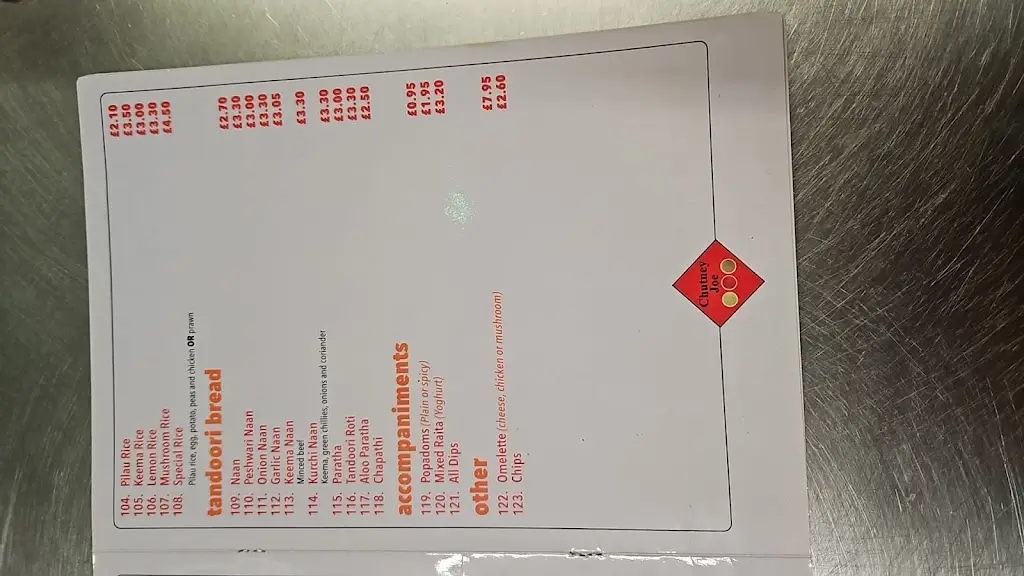 104. Pilau Rice £2.10
105. Keema Rice £3.50
106. Lemon Rice £3.00
107. Mushroom Rice £3.30
108. Special Rice £4.50
Pilau rice, egg, potato, peas and chicken OR prawn
tandoori bread
109. Naan £2.70
110. Peshwari Naan £3.30
111. Onion Naan £3.00
112. Garlic Naan £3.30
113. Keema Naan £3.05
Minced beef
114. Kurchi Naan £3.30
Keema, green chillies, onions and coriander
115. Paratha £3.30
116. Tandoori Roti £3.00
117. Aloo Paratha £3.30
118. Chapathi £2.50
accompaniments
119. Popadoms (Plain or spicy) £0.95
120. Mixed Raita (Yoghurt) £1.95
121. All Dips £3.20
other
122. Omelette (cheese, chicken or mushroom) £7.95
123. Chips £2.60
Chutney
Joe